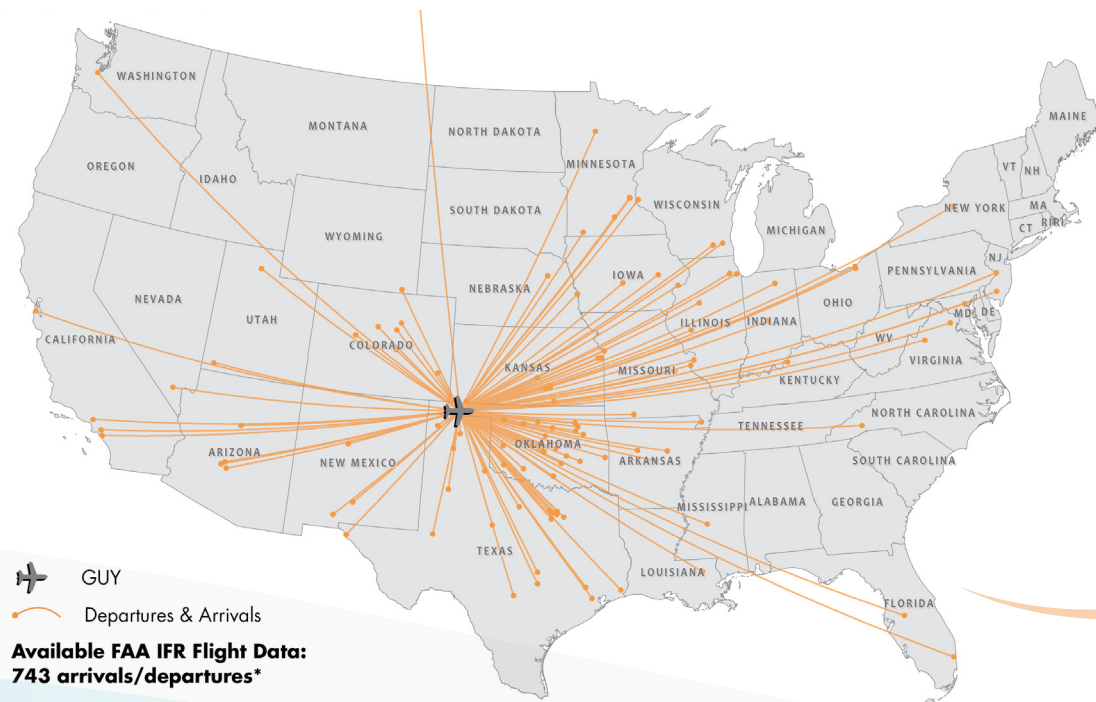 WASHINGTON
MAINE
MONTANA
NORTH DAKOTA
OREGON
MINNESOTA
VT
NH
IDAHO
SOUTH DAKOTA
WISCONSIN
NEW YORK
MA
MICHIGAN
CT
RI
RI
WYOMING
NJ
PENNSYLVANIA
IOWA
NEBRASKA
NEVADA
OHIO
MD
DE
UTAH
ILLINOIS
INDIANA
CALIFORNIA
COLORADO
WV
VIRGINIA
KANSAS
MISSOURI
KENTUCKY
NORTH CAROLINA
TENNESSEE
OKLAHOMA
ARIZONA
NEW MEXICO
ARKANSAS
SOUTH CAROLINA
MISSISSIPPI
ALABAMA
GEORGIA
TEXAS
LOUISIANA
FLORIDA
GUY
Departures & Arrivals
Available FAA IFR Flight Data:
743 arrivals/departures*